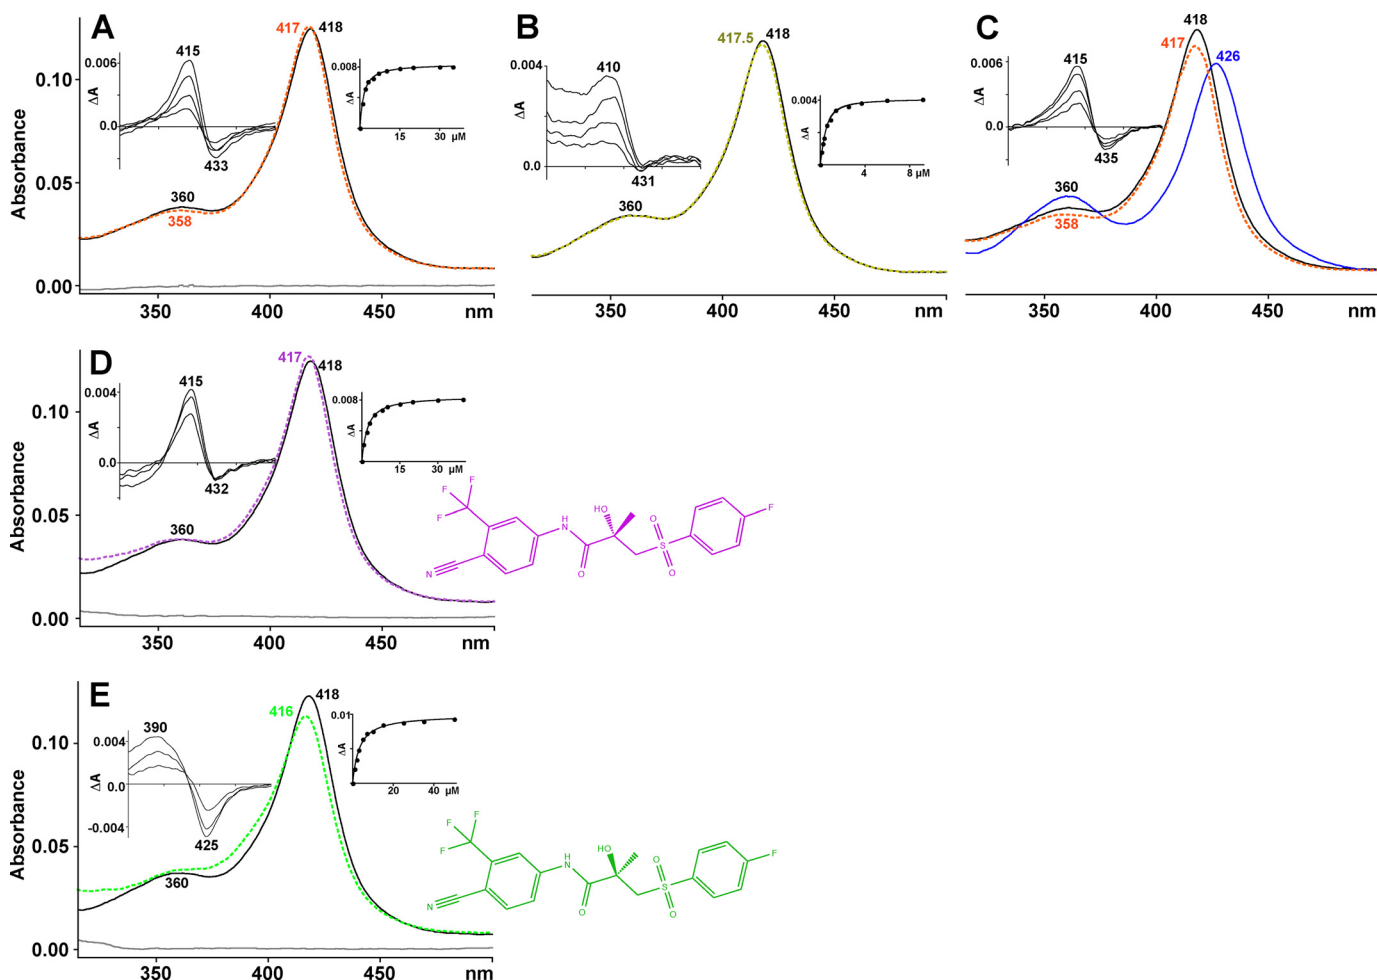 A
417 418
415
0.006
ΔA
0.0
433
0.008
ΔA
15 30 µM
0.10
0.05
0.00
Absorbance
360
358
350 400 450 nm
B
417.5 418
0.004
410
ΔA
0.0
431
0.004
ΔA
4 8 µM
360
350 400 450 nm
C
418
417
426
415
0.006
ΔA
0.0
435
360
358
350 400 450 nm
D
417 418
415
0.004
ΔA
0.0
432
0.008
ΔA
15 30 µM
0.10
0.05
0.00
Absorbance
360
350 400 450 nm
F
F
F
N
H
N
HO
O
O
S
O
F
E
416 418
390
0.004
ΔA
0.0
-0.004
425
0.01
ΔA
20 40 µM
0.10
0.05
0.00
Absorbance
360
350 400 450 nm
F
F
F
N
H
N
HO
O
O
S
O
F